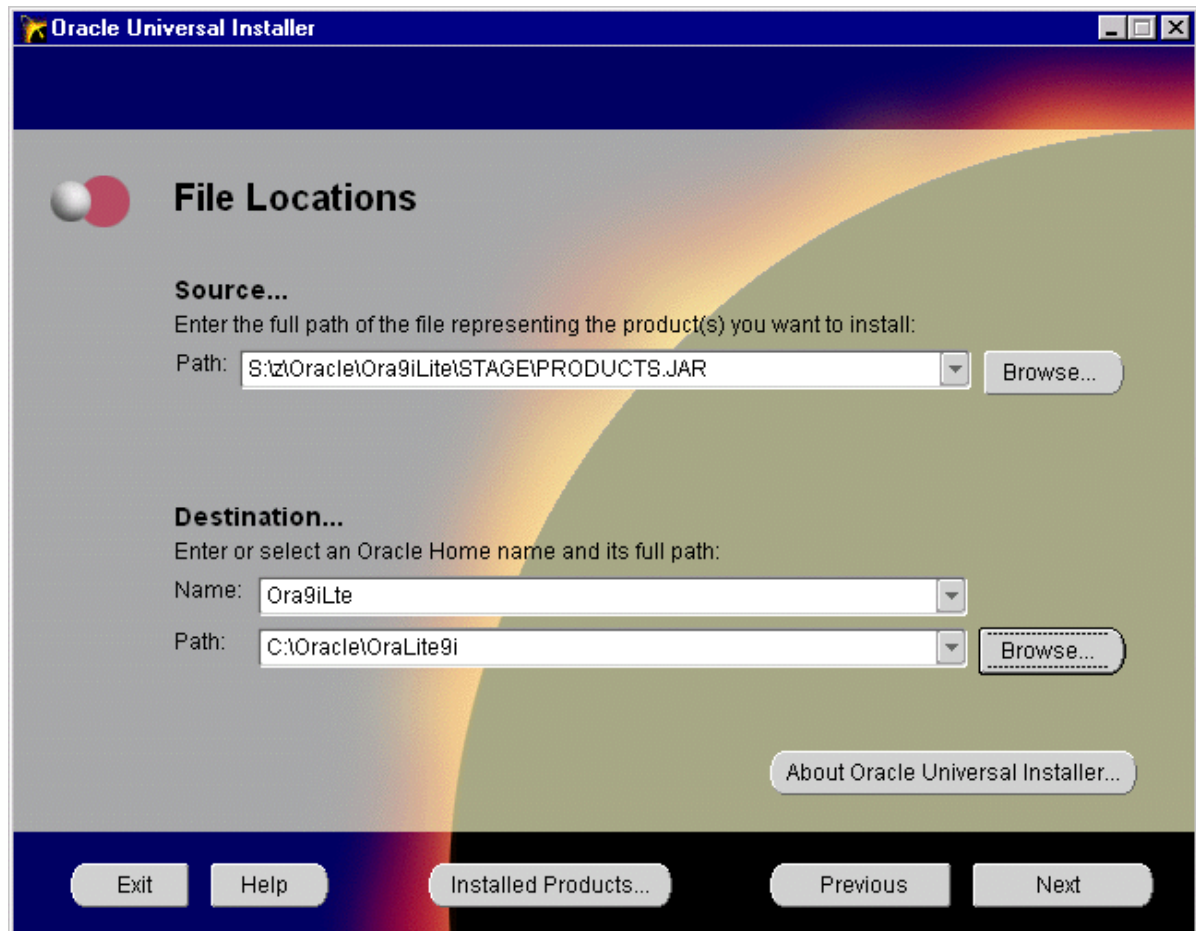 Oracle Universal Installer
File Locations
Source...
Enter the full path of the file representing the product(s) you want to install:
Path: S:\z\Oracle\Ora9iLite\STAGE\PRODUCTS.JAR Browse...
Destination...
Enter or select an Oracle Home name and its full path:
Name: Ora9iLte
Path: C:\Oracle\OraLite9i Browse...
About Oracle Universal Installer...
Exit Help Installed Products... Previous Next